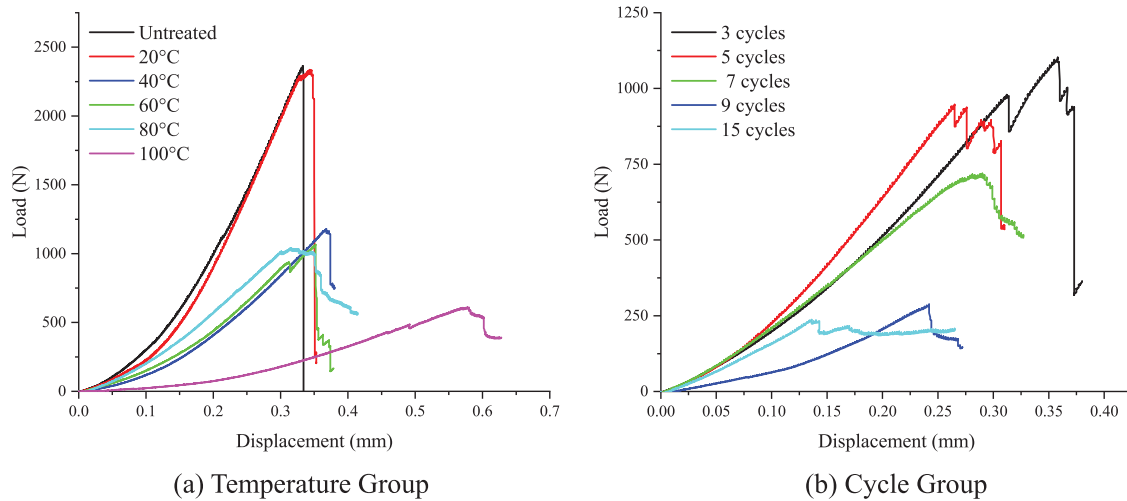 Untreated
20°C
40°C
60°C
80°C
100°C
2500
2000
1500
1000
500
0
Load (N)
0.0 0.1 0.2 0.3 0.4 0.5 0.6 0.7
Displacement (mm)
(a) Temperature Group
3 cycles
5 cycles
7 cycles
9 cycles
15 cycles
1250
1000
750
500
250
0
Load (N)
0.00 0.05 0.10 0.15 0.20 0.25 0.30 0.35 0.40
Displacement (mm)
(b) Cycle Group